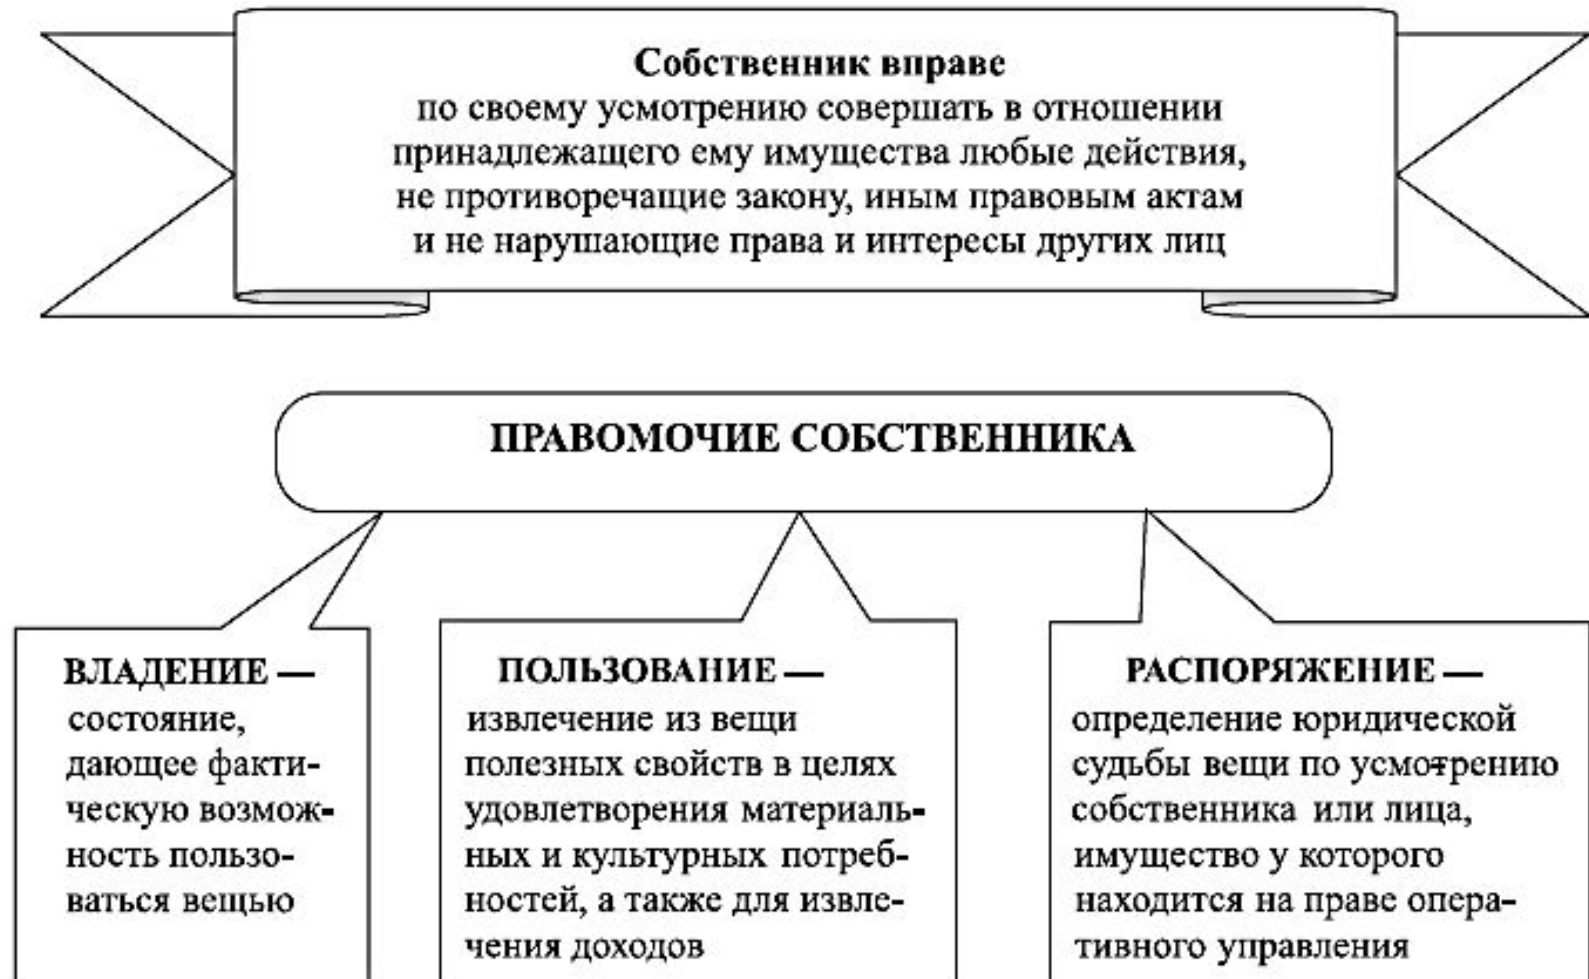 Собственник вправе
по своему усмотрению совершать в отношении
принадлежащего ему имущества любые действия,
не противоречащие закону, иным правовым актам
и не нарушающие права и интересы других лиц
ПРАВОМОЧИЕ СОБСТВЕННИКА
ВЛАДЕНИЕ —
состояние,
дающее факти-
ческую возмож-
ность пользо-
ваться вещью
ПОЛЬЗОВАНИЕ —
извлечение из вещи
полезных свойств в целях
удовлетворения материаль-
ных и культурных потреб-
ностей, а также для извле-
чения доходов
РАСПОРЯЖЕНИЕ —
определение юридической
судьбы вещи по усмотрению
собственника или лица,
имущество у которого
находится на праве опера-
тивного управления